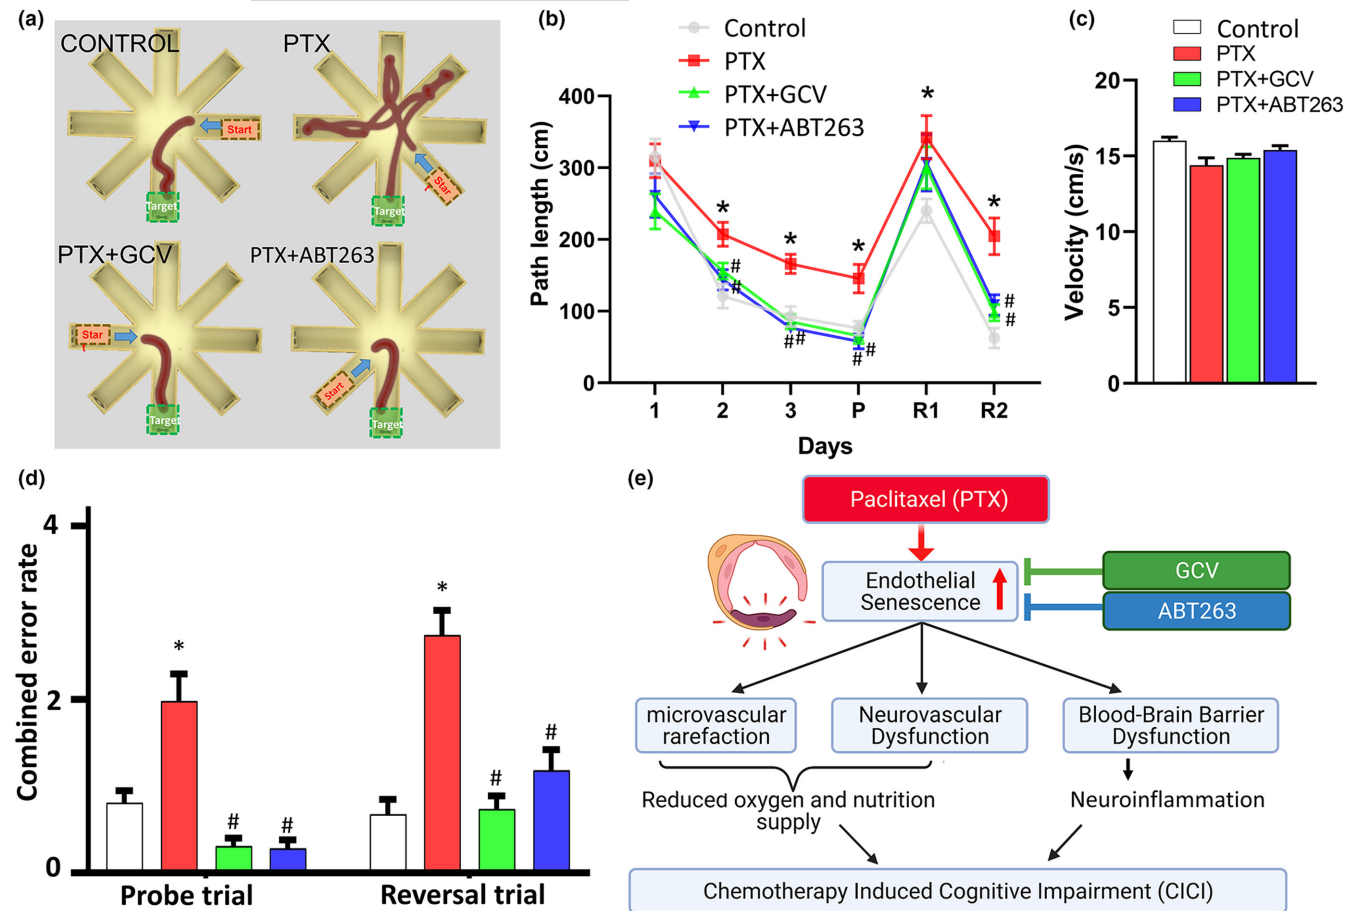 (a)
CONTROL
Start
Target
PTX
Star
t
Target
PTX+GCV
Star
t
Target
PTX+ABT263
Start
Target
(b)
Control
PTX
PTX+GCV
PTX+ABT263
Path length (cm)
400
300
200
100
0
*
*
*
*
*
#
#
##
#
#
#
#
1 2 3 P R1 R2
Days
(c)
Control
PTX
PTX+GCV
PTX+ABT263
Velocity (cm/s)
20
15
10
5
0
(d)
Combined error rate
4
2
0
*
#
#
*
#
#
Probe trial
Reversal trial
(e)
Paclitaxel (PTX)
Endothelial
Senescence
GCV
ABT263
microvascular
rarefaction
Neurovascular
Dysfunction
Blood-Brain Barrier
Dysfunction
Reduced oxygen and nutrition
supply
Neuroinflammation
Chemotherapy Induced Cognitive Impairment (CICI)